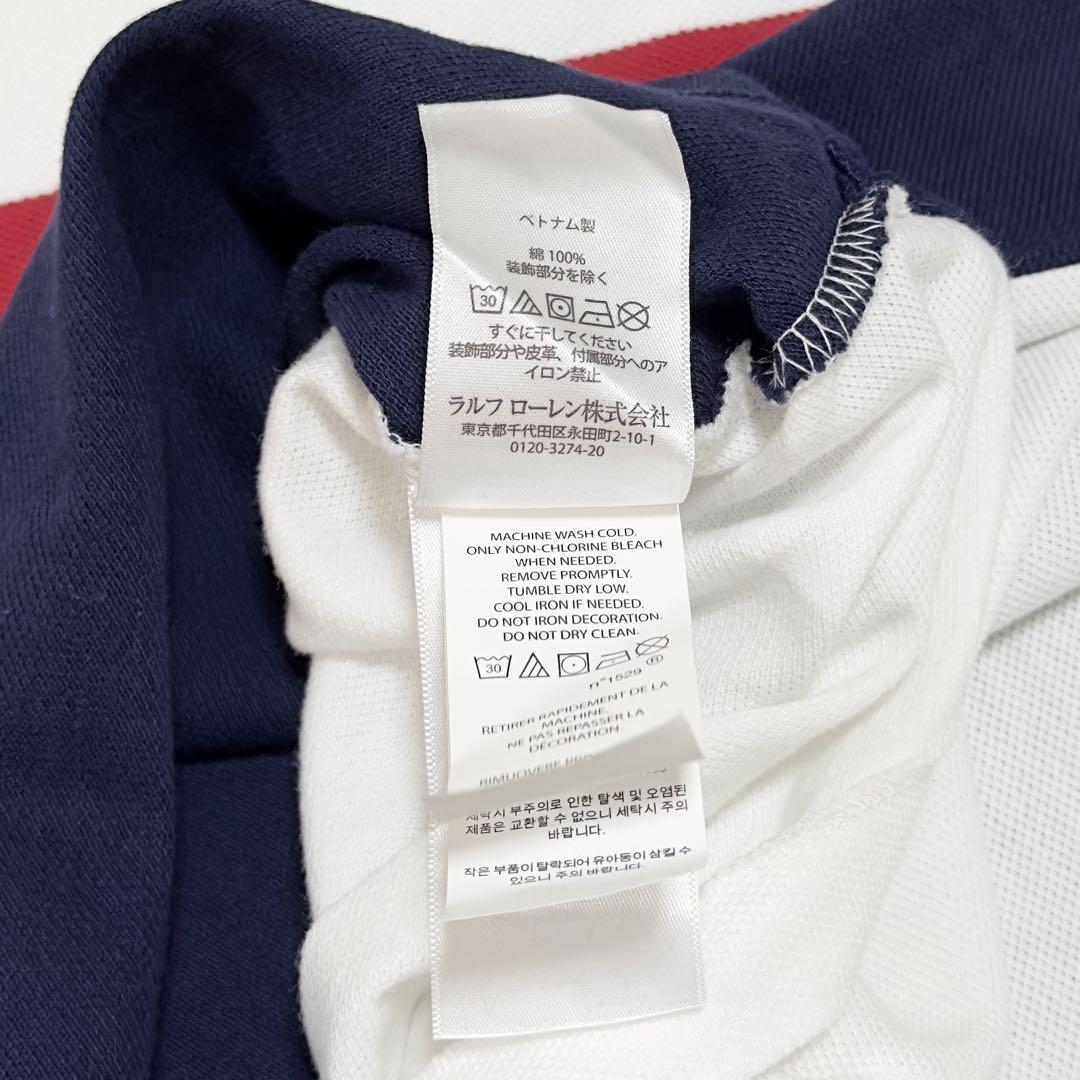 ベトナム製
綿 100%
装飾部分を除く
30
すぐに干してください
装飾部分や皮革、付属部分へのア
イロン禁止
ラルフ ローレン株式会社
東京都千代田区永田町2-10-1
0120-3274-20
MACHINE WASH COLD.
ONLY NON-CHLORINE BLEACH
WHEN NEEDED.
REMOVE PROMPTLY.
TUMBLE DRY LOW.
COOL IRON IF NEEDED.
DO NOT IRON DECORATION.
DO NOT DRY CLEAN.
30
n°1529
RETIRER RAPIDEMENT DE LA
MACHINE.
NE PAS REPASSER LA
DÉCORATION.
RIMUOVERE
세탁시 부주의로 인한 탈색 및 오염된
제품은 교환할 수 없으니 세탁시 주의
바랍니다.
작은 부품이 탈락되어 유아동이 삼킬 수
있으니 주의 바랍니다.